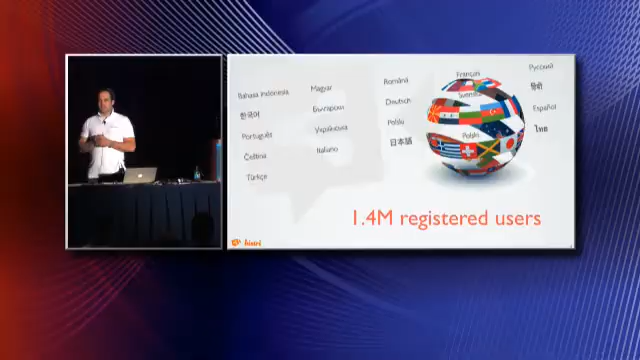 Bahasa Indonesia
한국어
Português
Čeština
Türkçe
Magyar
Български
Українська
Italiano
Română
Deutsch
Polski
日本語
Français
Svenska
Polski
Русский
हिंदी
Español
ไทย
1.4M registered users